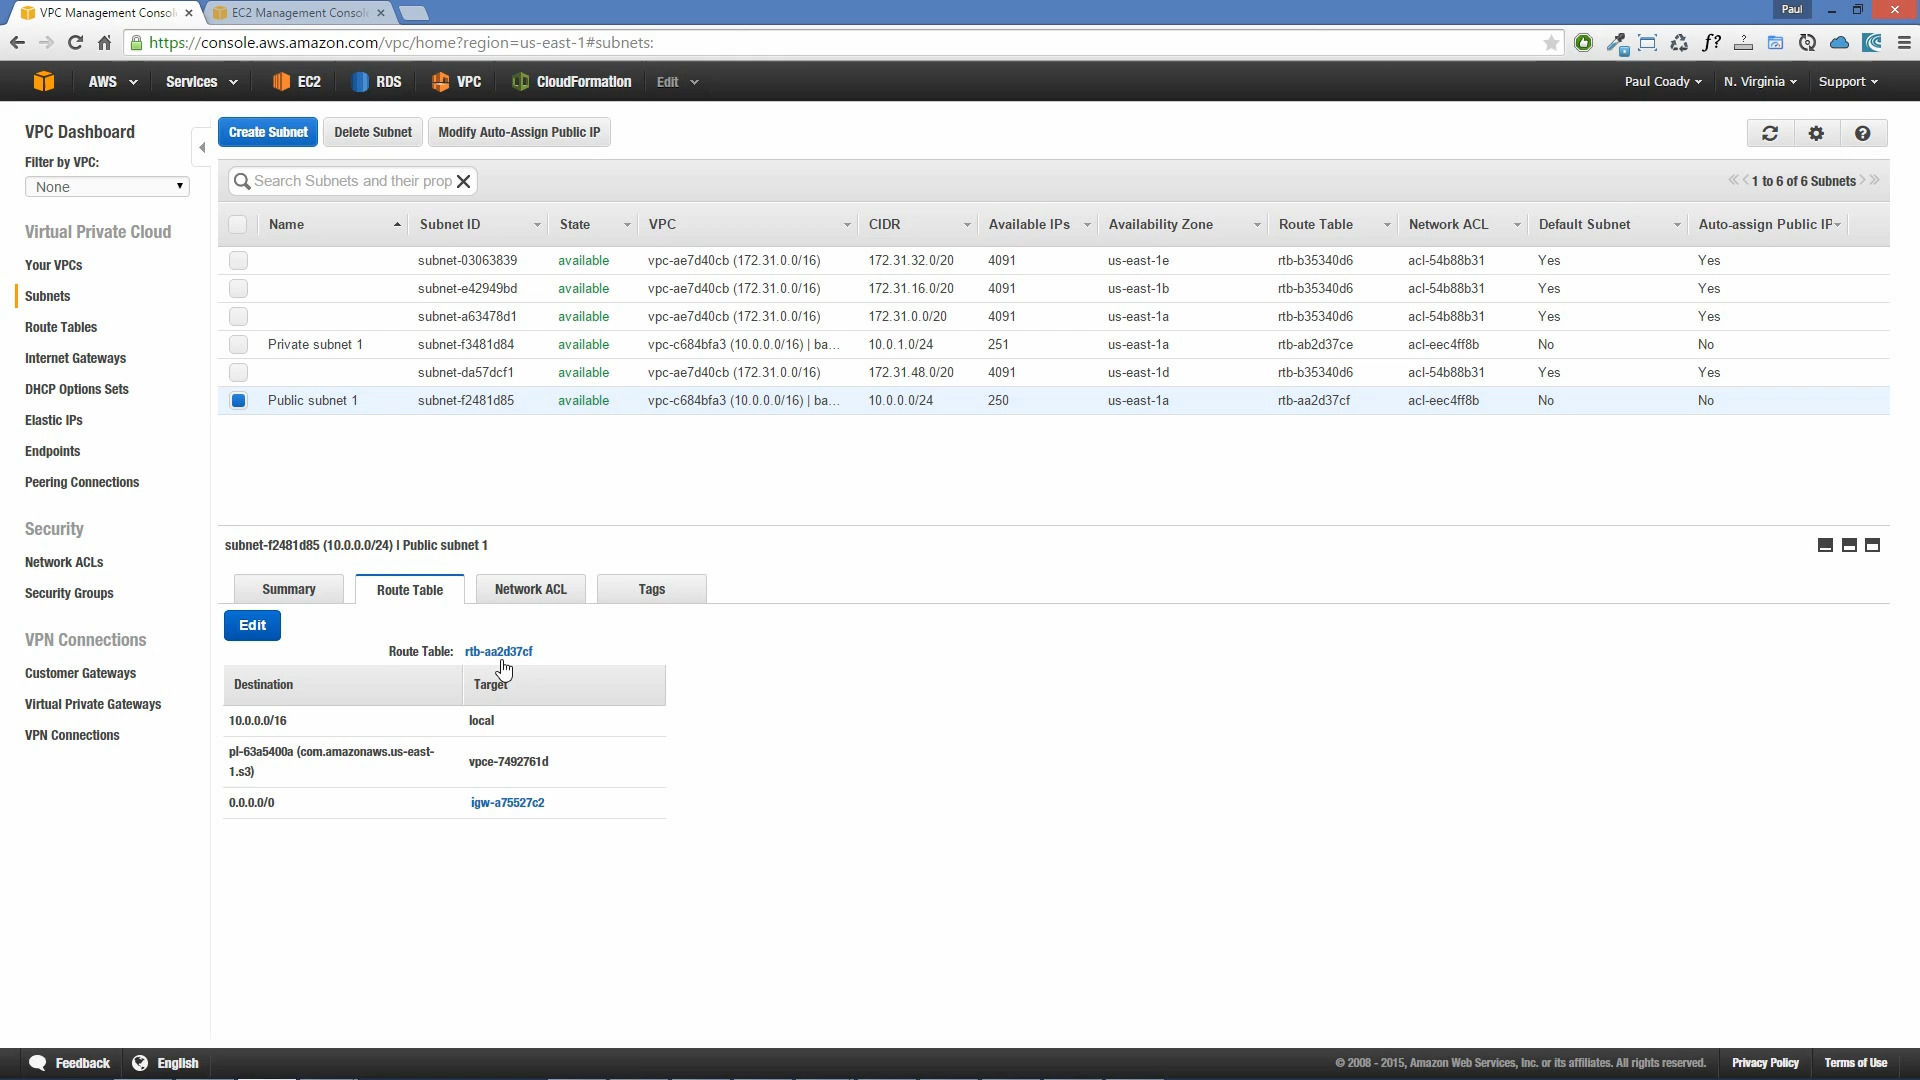 VPC Management Consol
EC2 Management Consol
Paul
https://console.aws.amazon.com/vpc/home?region=us-east-1#subnets:
AWS Services EC2 RDS VPC CloudFormation Edit Paul Coady N. Virginia Support
VPC Dashboard
Filter by VPC:
None
Virtual Private Cloud
Your VPCs
Subnets
Route Tables
Internet Gateways
DHCP Options Sets
Elastic IPs
Endpoints
Peering Connections
Security
Network ACLs
Security Groups
VPN Connections
Customer Gateways
Virtual Private Gateways
VPN Connections
Create Subnet Delete Subnet Modify Auto-Assign Public IP
Search Subnets and their prop
1 to 6 of 6 Subnets
Name Subnet ID State VPC CIDR Available IPs Availability Zone Route Table Network ACL Default Subnet Auto-assign Public IP
subnet-03063839 available vpc-ae7d40cb (172.31.0.0/16) 172.31.32.0/20 4091 us-east-1e rtb-b35340d6 acl-54b88b31 Yes Yes
subnet-e42949bd available vpc-ae7d40cb (172.31.0.0/16) 172.31.16.0/20 4091 us-east-1b rtb-b35340d6 acl-54b88b31 Yes Yes
subnet-a63478d1 available vpc-ae7d40cb (172.31.0.0/16) 172.31.0.0/20 4091 us-east-1a rtb-b35340d6 acl-54b88b31 Yes Yes
Private subnet 1 subnet-f3481d84 available vpc-c684bfa3 (10.0.0.0/16) | ba... 10.0.1.0/24 251 us-east-1a rtb-ab2d37ce acl-eec4ff8b No No
subnet-da57dcf1 available vpc-ae7d40cb (172.31.0.0/16) 172.31.48.0/20 4091 us-east-1d rtb-b35340d6 acl-54b88b31 Yes Yes
Public subnet 1 subnet-f2481d85 available vpc-c684bfa3 (10.0.0.0/16) | ba... 10.0.0.0/24 250 us-east-1a rtb-aa2d37cf acl-eec4ff8b No No
subnet-f2481d85 (10.0.0.0/24) | Public subnet 1
Summary Route Table Network ACL Tags
Edit
Route Table: rtb-aa2d37cf
Destination Target
10.0.0.0/16 local
pl-63a5400a (com.amazonaws.us-east-
1.s3) vpce-7492761d
0.0.0.0/0 igw-a75527c2
Feedback English © 2008 - 2015, Amazon Web Services, Inc. or its affiliates. All rights reserved. Privacy Policy Terms of Use